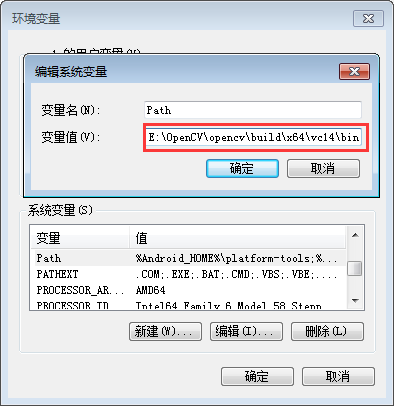 环境变量
编辑系统变量
变量名(N):
Path
变量值(V):
E:\OpenCV\opencv\build\x64\vc14\bin
确定
取消
系统变量(S)
变量
值
Path
%Android_HOME%\platform-tools;%...
PATHEXT
.COM;.EXE;.BAT;.CMD;.VBS;.VBE;....
PROCESSOR_AR...
AMD64
PROCESSOR_ID
Intel64 Family 6 Model 58 Stepp
新建(W)...
编辑(I)...
删除(L)
确定
取消